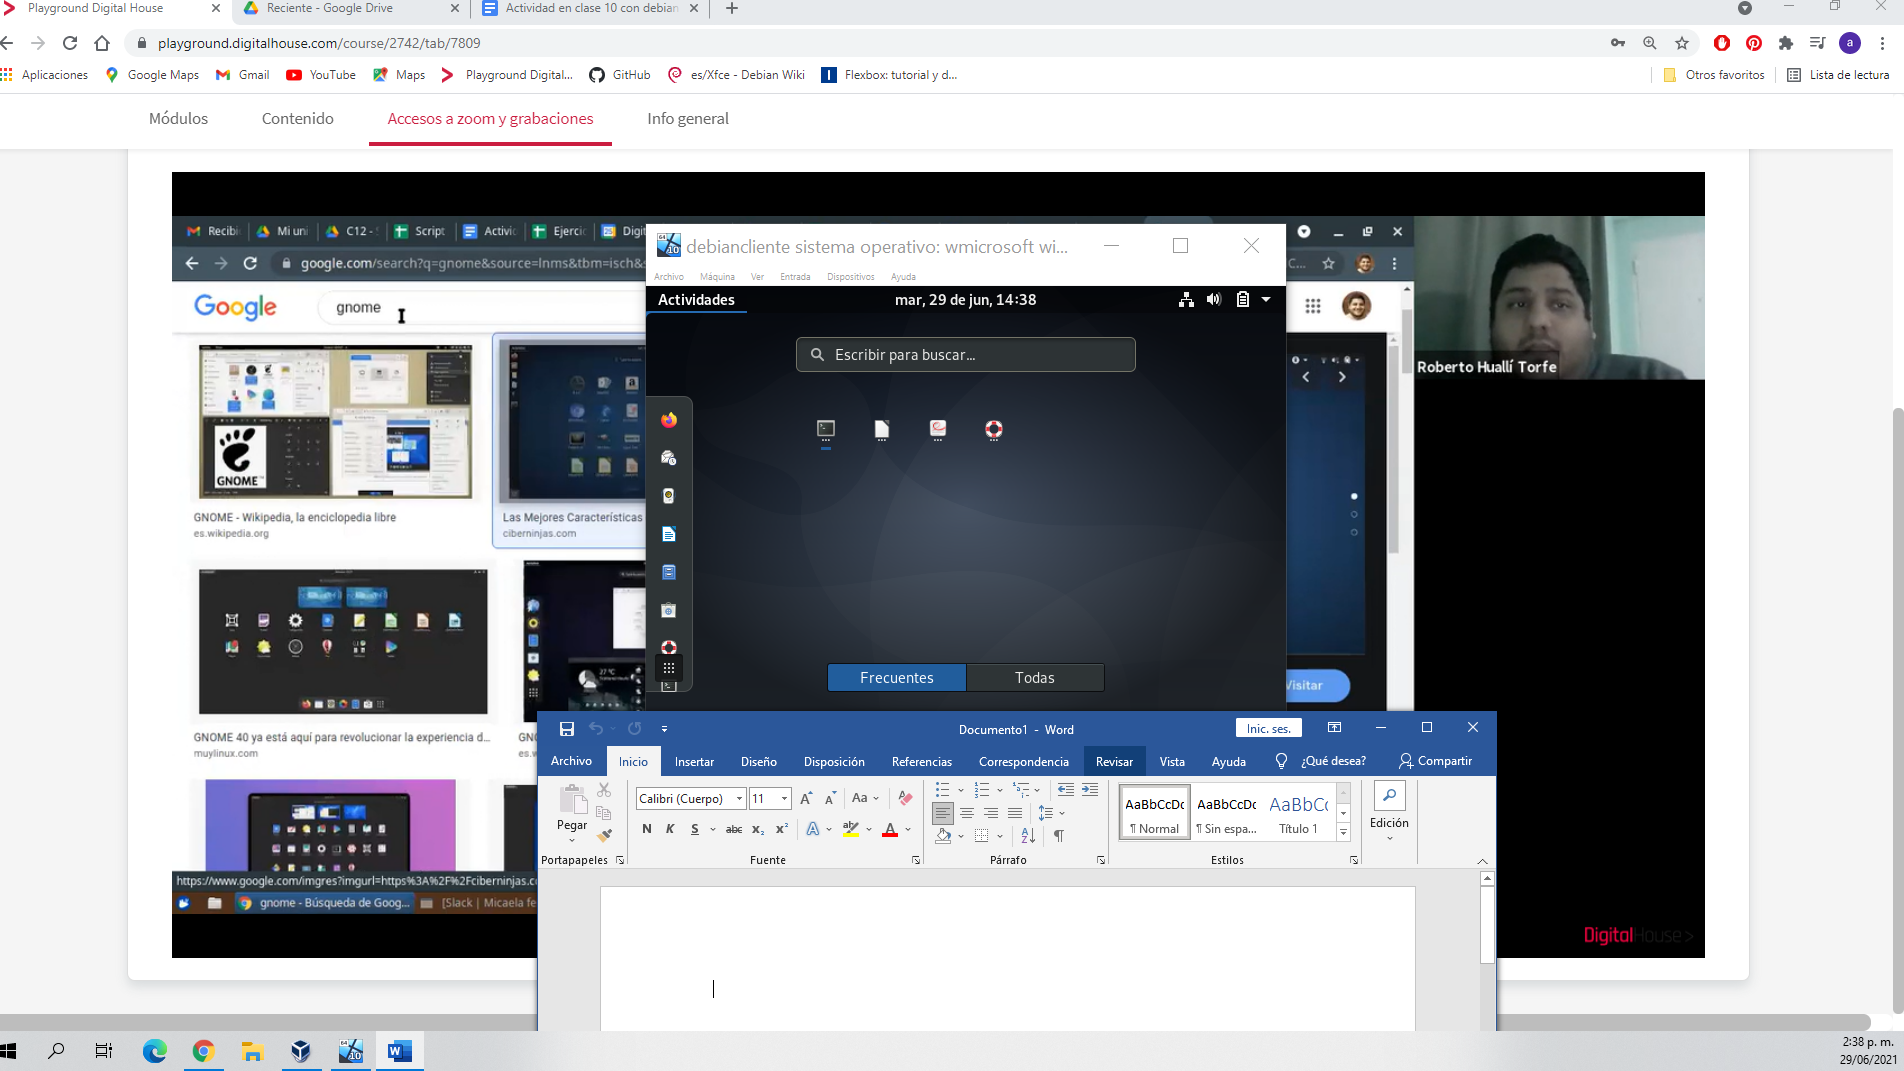 Playground Digital House
Reciente - Google Drive
Actividad en clase 10 con debian
playground.digitalhouse.com/course/2742/tab/7809
a
Aplicaciones
Google Maps
Gmail
YouTube
Maps
Playground Digital...
GitHub
es/Xfce - Debian Wiki
Flexbox: tutorial y d...
Otros favoritos
Lista de lectura
Módulos
Contenido
Accesos a zoom y grabaciones
Info general
Recibi
Mi uni
C12 -
Script
Activi
Ejercic
Digit
google.com/search?q=gnome&source=lnms&tbm=isch&
C...
Google
gnome
debiancliente sistema operativo: wmicrosoft wi...
Archivo
Máquina
Ver
Entrada
Dispositivos
Ayuda
Actividades
mar, 29 de jun, 14:38
Escribir para buscar...
Frecuentes
Todas
Roberto Huallí Torfe
GNOME
GNOME - Wikipedia, la enciclopedia libre
es.wikipedia.org
Las Mejores Características
ciberninjas.com
27 °C
GNOME 40 ya está aquí para revolucionar la experiencia d...
muylinux.com
GNO
es.w
Visitar
https://www.google.com/imgres?imgurl=https%3A%2F%2Fciberninjas.c
gnome - Búsqueda de Goog...
[Slack | Micaela fe
DigitalHouse>
Documento1 - Word
Inic. ses.
Archivo
Inicio
Insertar
Diseño
Disposición
Referencias
Correspondencia
Revisar
Vista
Ayuda
¿Qué desea?
Compartir
Pegar
Calibri (Cuerpo)
11
Aa
N K S abc x₂ x²
AaBbCcDc
¶ Normal
AaBbCcDc
¶ Sin espa...
AaBbC
Título 1
Edición
Portapapeles
Fuente
Párrafo
Estilos
2:38 p. m.
29/06/2021